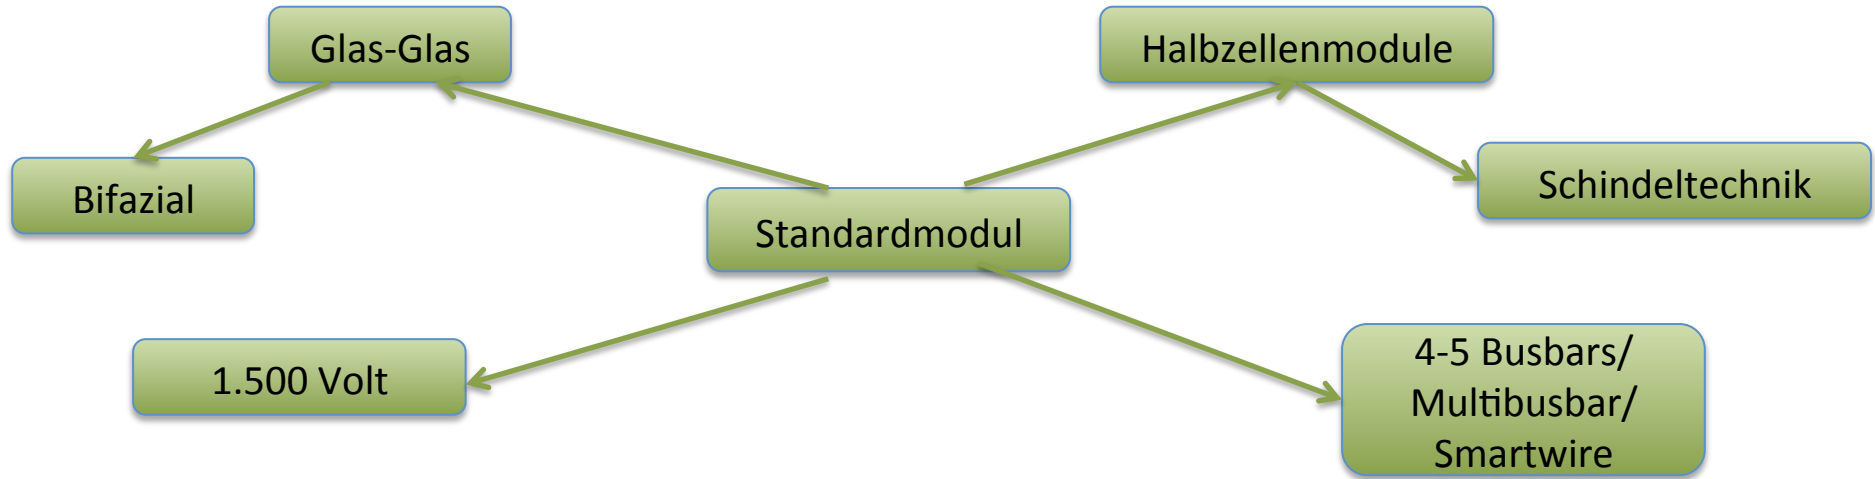 Glas-Glas
Halbzellenmodule
Bifazial
Schindeltechnik
Standardmodul
1.500 Volt
4-5 Busbars/
Multibusbar/
Smartwire